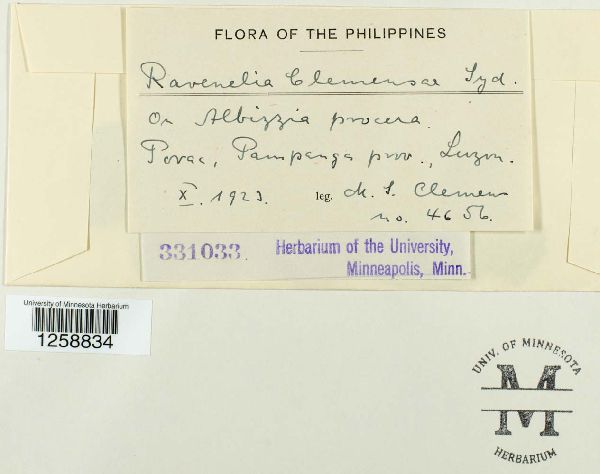 FLORA OF THE PHILIPPINES
Ravenelia Clemensae Syd.
On Albizzia procera.
Porac, Pampanga prov., Luzon.
X. 1923. leg. M. S. Clemens
no. 4656.
331033. Herbarium of the University,
Minneapolis, Minn.
University of Minnesota Herbarium
1258834
UNIV. OF MINNESOTA
M
HERBARIUM